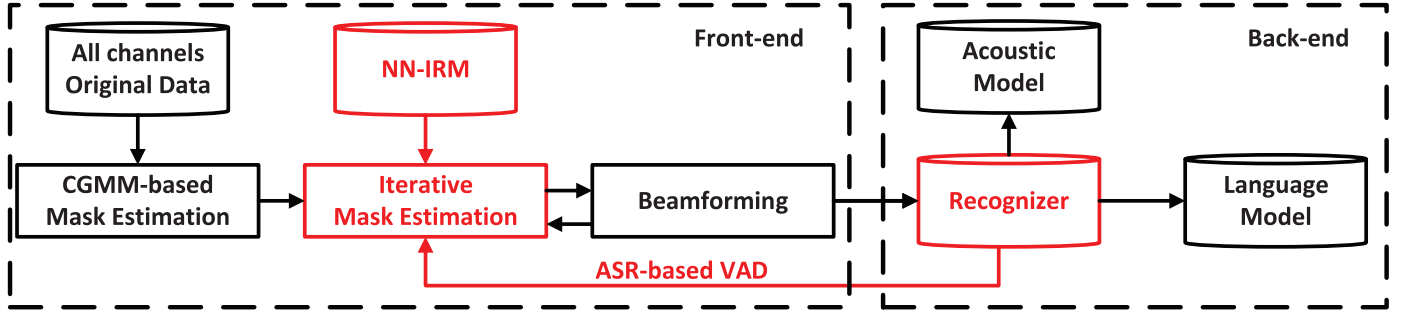 All channels
Original Data
NN-IRM
Front-end
CGMM-based
Mask Estimation
Iterative
Mask Estimation
Beamforming
ASR-based VAD
Acoustic
Model
Back-end
Recognizer
Language
Model